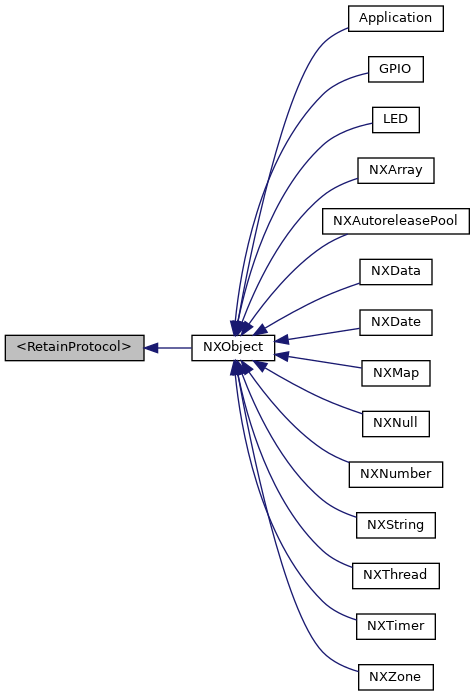 Application
GPIO
LED
NXArray
NXAutoreleasePool
NXData
NXDate
<RetainProtocol>
NXObject
NXMap
NXNull
NXNumber
NXString
NXThread
NXTimer
NXZone